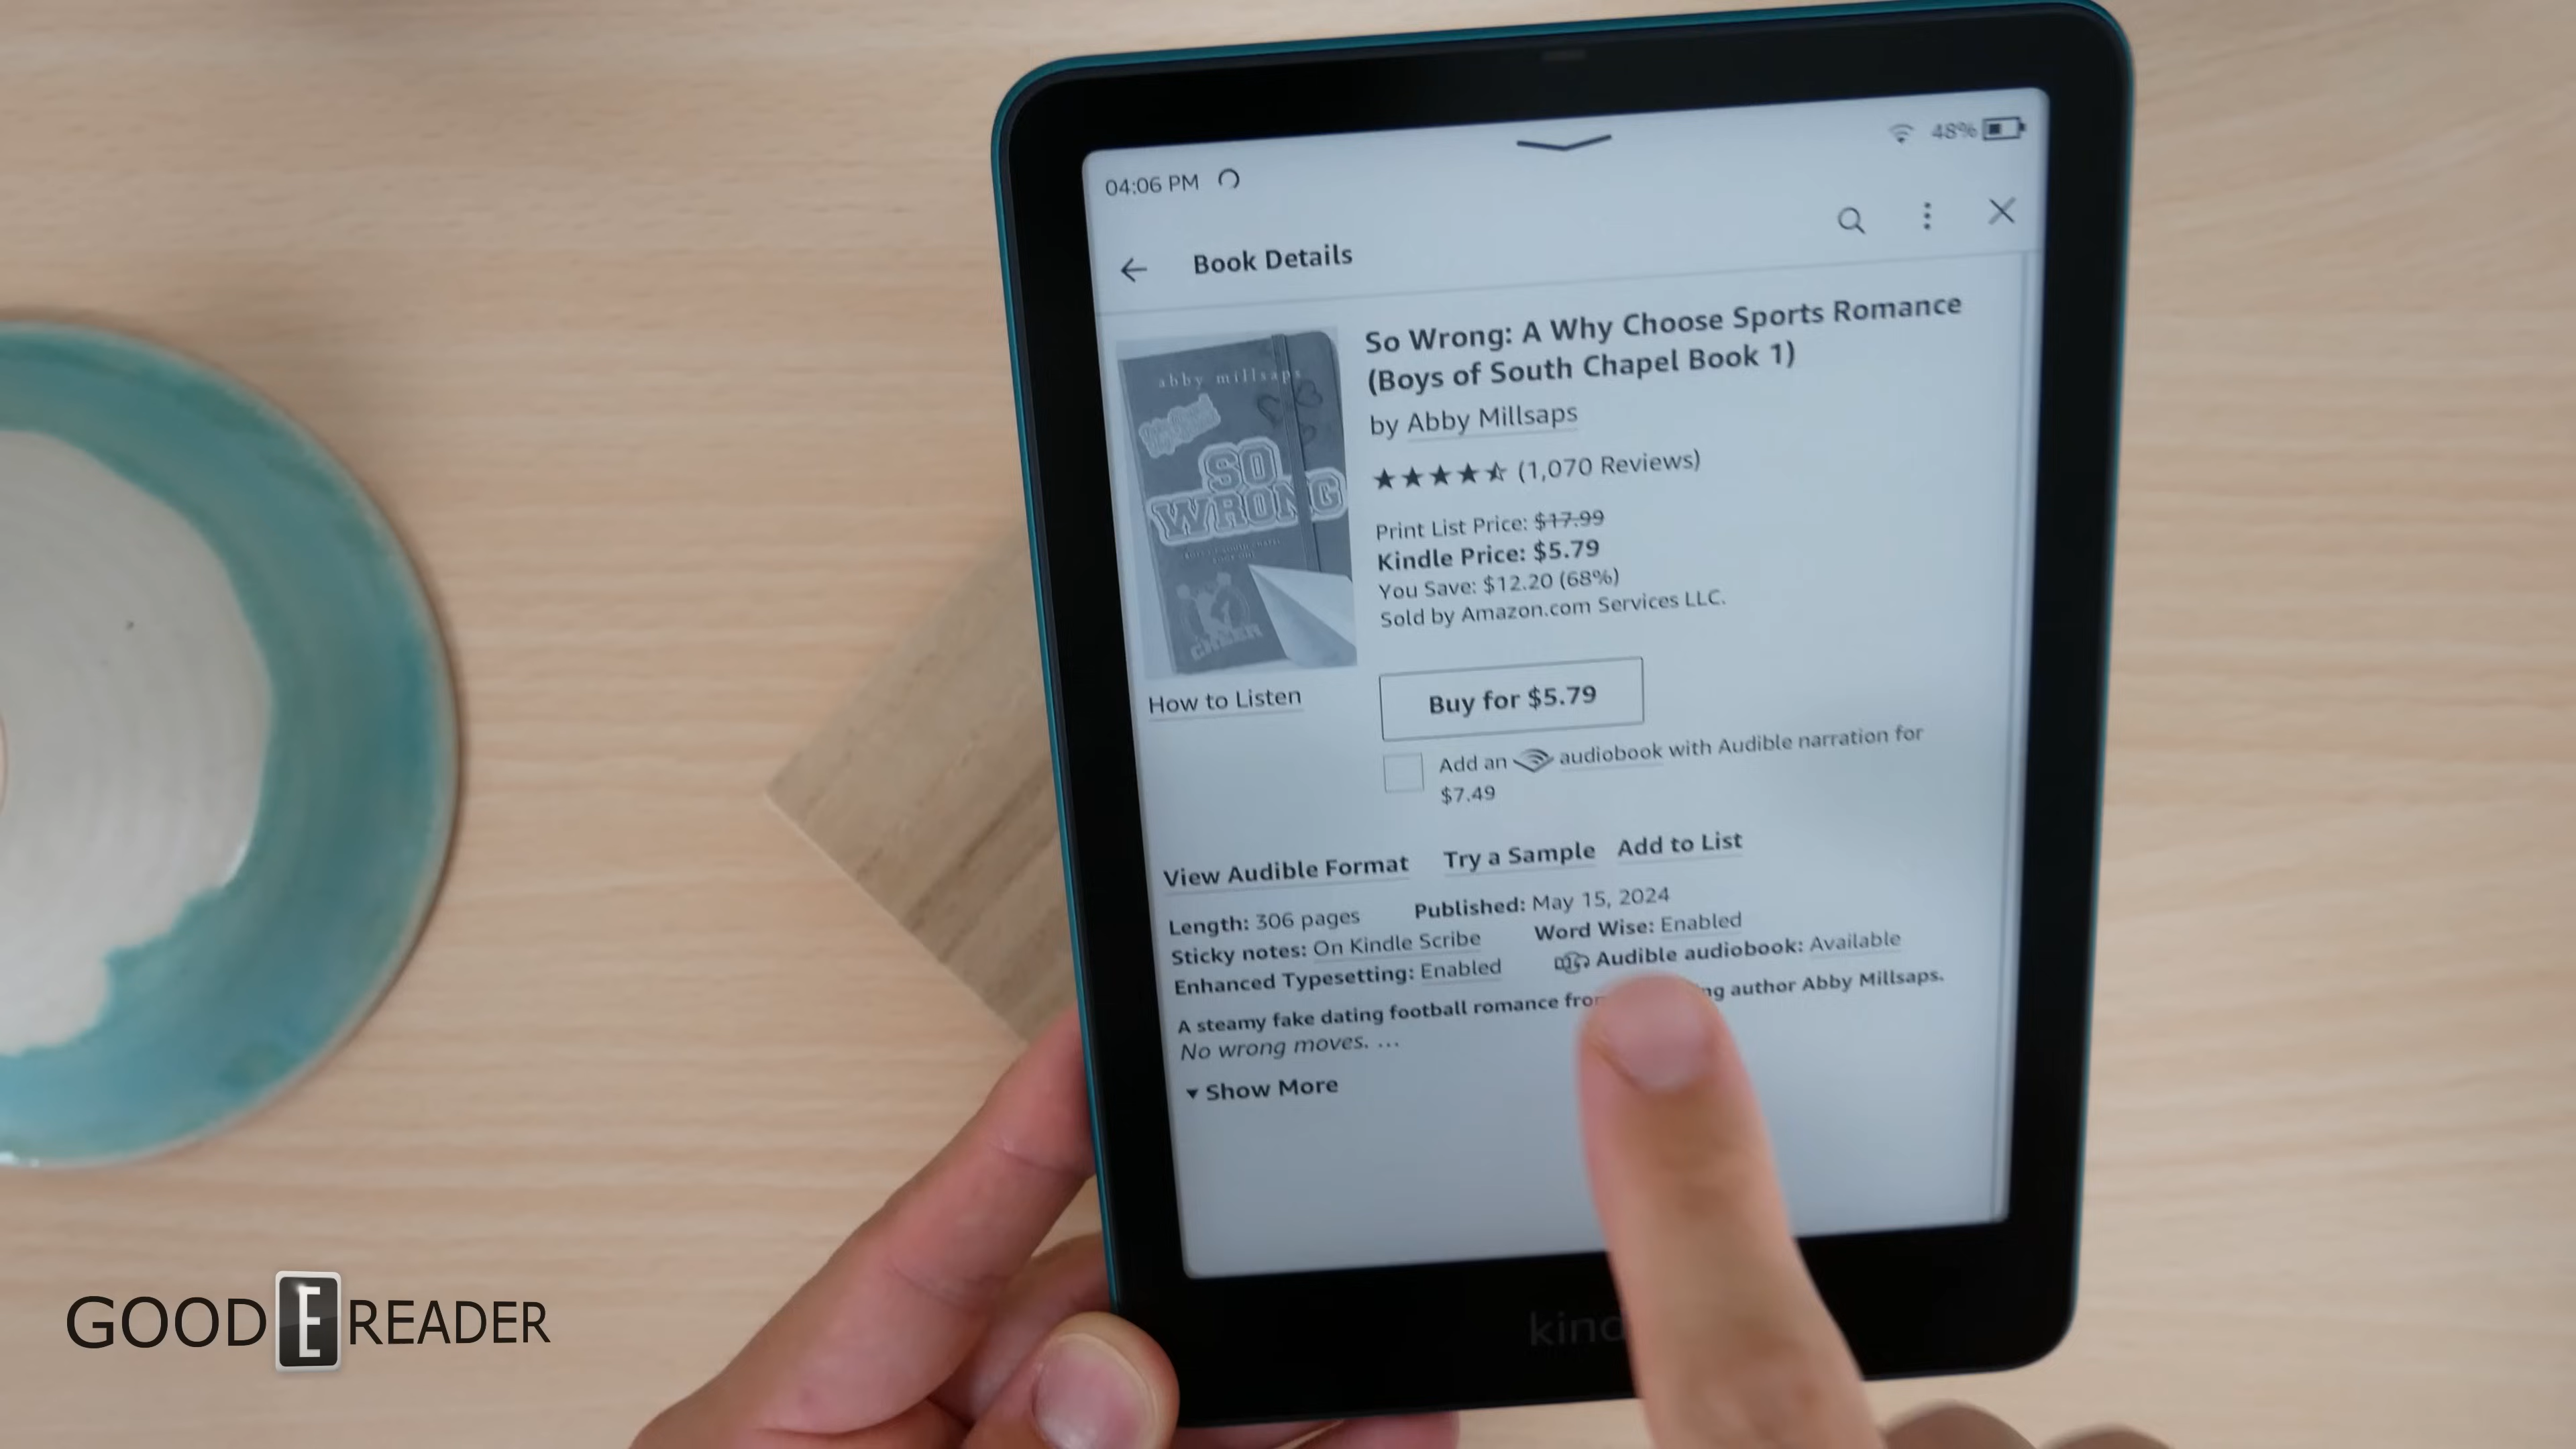 04:06 PM
48%
Book Details
abby millsaps
SO
WRONG
CHEER
How to Listen
So Wrong: A Why Choose Sports Romance
(Boys of South Chapel Book 1)
by Abby Millsaps
(1,070 Reviews)
Print List Price: $17.99
Kindle Price: $5.79
You Save: $12.20 (68%)
Sold by Amazon.com Services LLC.
Buy for $5.79
Add an audiobook with Audible narration for
$7.49
View Audible Format Try a Sample Add to List
Length: 306 pages Published: May 15, 2024
Sticky notes: On Kindle Scribe Word Wise: Enabled
Enhanced Typesetting: Enabled Audible audiobook: Available
A steamy fake dating football romance author Abby Millsaps.
No wrong moves. ...
Show More
GOOD E READER